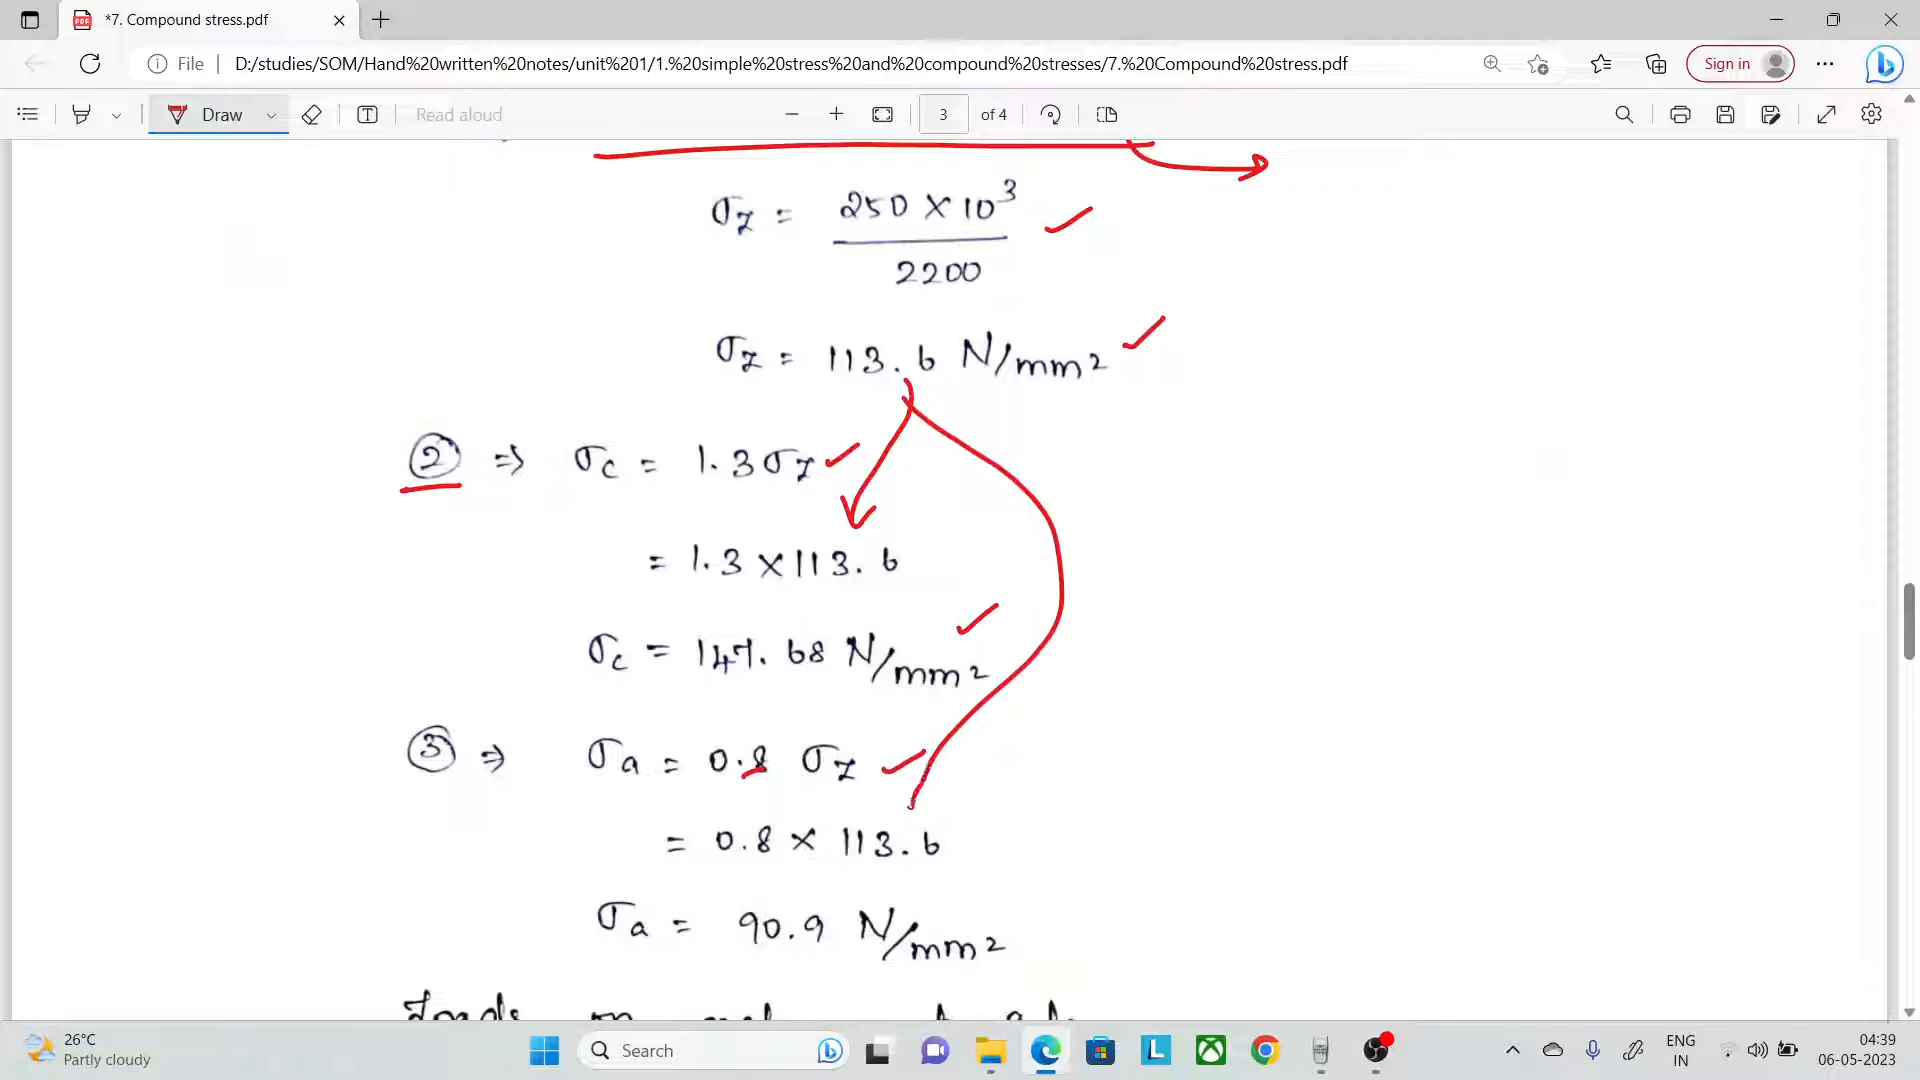 *7. Compound stress.pdf
File | D:/studies/SOM/Hand%20written%20notes/unit%201/1.%20simple%20stress%20and%20compound%20stresses/7.%20Compound%20stress.pdf
Sign in
Draw
Read aloud
3 of 4
σz = 250 × 10³
2200
σz = 113.6 N/mm²
② ⇒ σc = 1.3 σz
= 1.3 × 113.6
σc = 147.68 N/mm²
③ ⇒ σa = 0.8 σz
= 0.8 × 113.6
σa = 90.9 N/mm²
26°C
Partly cloudy
Search
ENG
IN
04:39
06-05-2023